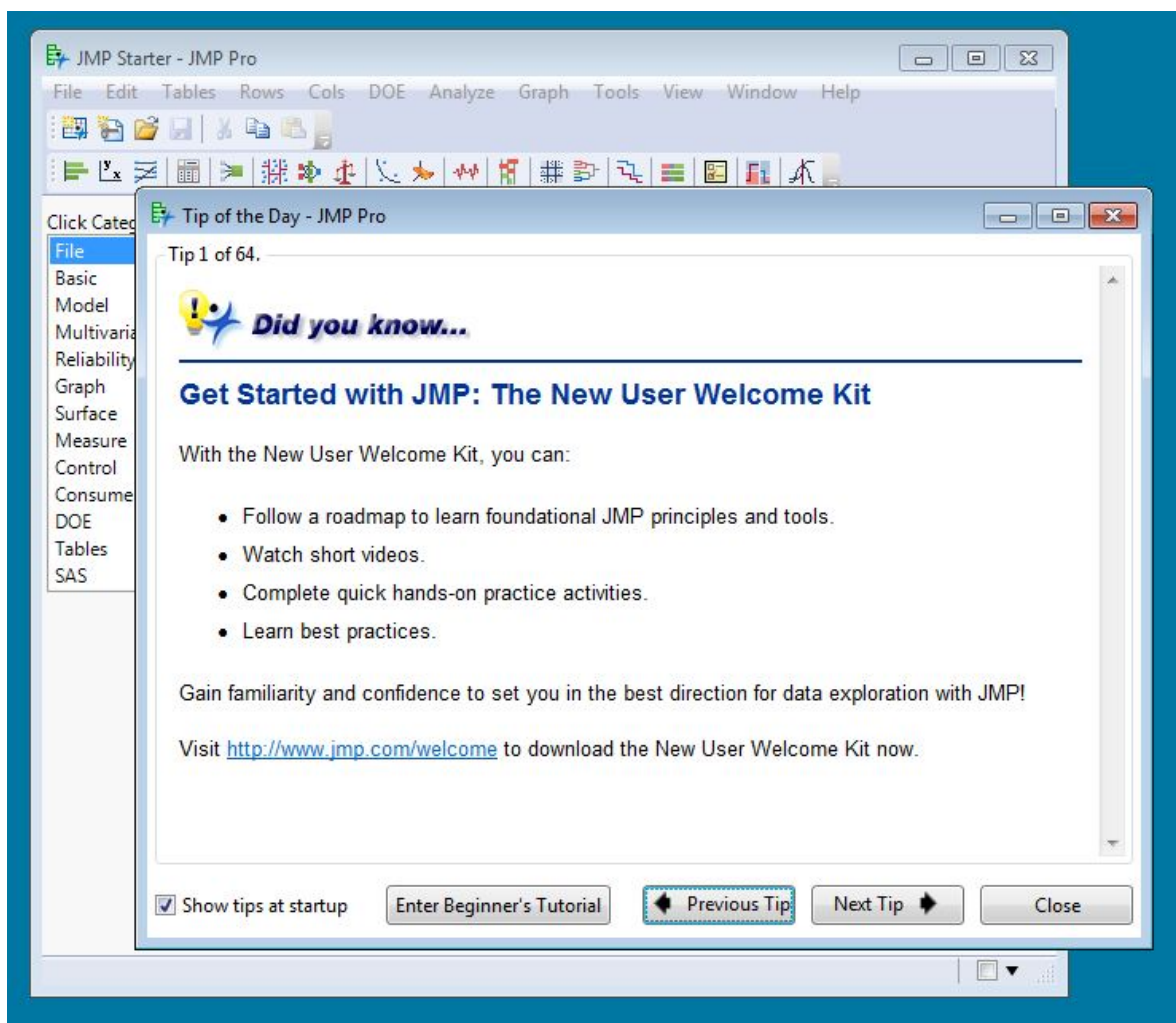 JMP Starter - JMP Pro
File Edit Tables Rows Cols DOE Analyze Graph Tools View Window Help
Click Categ
File
Basic
Model
Multivaria
Reliability
Graph
Surface
Measure
Control
Consume
DOE
Tables
SAS
Tip of the Day - JMP Pro
Tip 1 of 64.
Did you know...
Get Started with JMP: The New User Welcome Kit
With the New User Welcome Kit, you can:
• Follow a roadmap to learn foundational JMP principles and tools.
• Watch short videos.
• Complete quick hands-on practice activities.
• Learn best practices.
Gain familiarity and confidence to set you in the best direction for data exploration with JMP!
Visit http://www.jmp.com/welcome to download the New User Welcome Kit now.
Show tips at startup Enter Beginner's Tutorial Previous Tip Next Tip Close